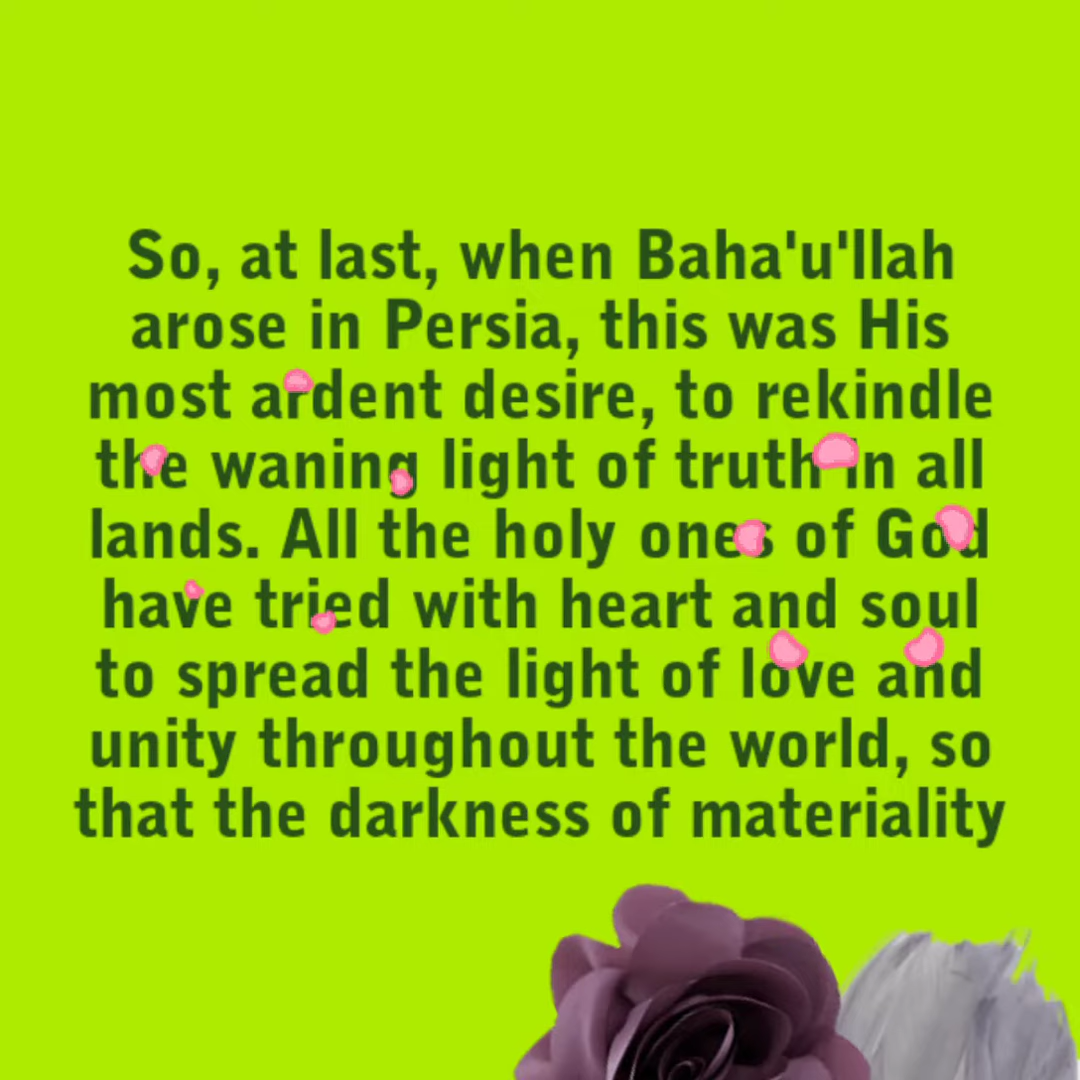 So, at last, when Baha'u'llah
arose in Persia, this was His
most ardent desire, to rekindle
the waning light of truth in all
lands. All the holy ones of God
have tried with heart and soul
to spread the light of love and
unity throughout the world, so
that the darkness of materiality